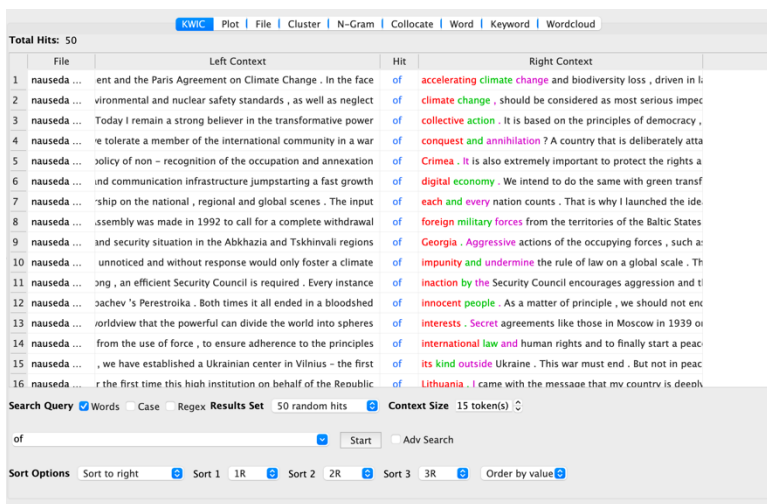 KWIC Plot File Cluster N-Gram Collocate Word Keyword Wordcloud
Total Hits: 50
File Left Context Hit Right Context
1 nauseda ... ent and the Paris Agreement on Climate Change . In the face of accelerating climate change and biodiversity loss , driven in
2 nauseda ... vironmental and nuclear safety standards , as well as neglect of climate change , should be considered as most serious
3 nauseda ... Today I remain a strong believer in the transformative power of collective action . It is based on the principles of democracy ,
4 nauseda ... e tolerate a member of the international community in a war of conquest and annihilation ? A country that is deliberately
5 nauseda ... policy of non – recognition of the occupation and annexation of Crimea . It is also extremely important to protect the rights a
6 nauseda ... and communication infrastructure jumpstarting a fast growth of digital economy . We intend to do the same with green
7 nauseda ... rship on the national , regional and global scenes . The input of each and every nation counts . That is why I launched the
8 nauseda ... Assembly was made in 1992 to call for a complete withdrawal of foreign military forces from the territories of the Baltic States
9 nauseda ... and security situation in the Abkhazia and Tskhinvali regions of Georgia . Aggressive actions of the occupying forces , such
10 nauseda ... unnoticed and without response would only foster a climate of impunity and undermine the rule of law on a global scale . Th
11 nauseda ... ong , an efficient Security Council is required . Every instance of inaction by the Security Council encourages aggression and
12 nauseda ... bachev 's Perestroika . Both times it all ended in a bloodshed of innocent people . As a matter of principle , we should not
13 nauseda ... worldview that the powerful can divide the world into spheres of interests . Secret agreements like those in Moscow in 1939
14 nauseda ... from the use of force , to ensure adherence to the principles of international law and human rights and to finally start a
15 nauseda ... , we have established a Ukrainian center in Vilnius – the first of its kind outside Ukraine . This war must end . But not in
16 nauseda ... r the first time this high institution on behalf of the Republic of Lithuania . I came with the message that my country is
Search Query Words Case Regex Results Set 50 random hits Context Size 15 token(s)
of Start Adv Search
Sort Options Sort to right Sort 1 1R Sort 2 2R Sort 3 3R Order by value